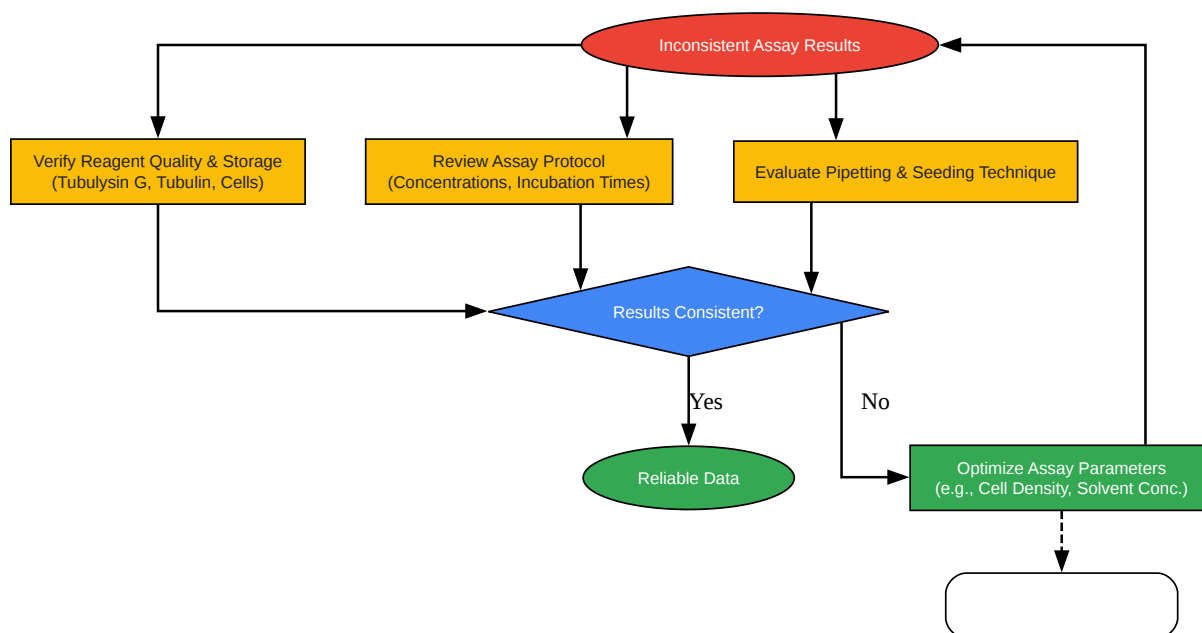 Inconsistent Assay Results
Verify Reagent Quality & Storage
(Tubulysin G, Tubulin, Cells)
Review Assay Protocol
(Concentrations, Incubation Times)
Evaluate Pipetting & Seeding Technique
Results Consistent?
Yes
No
Reliable Data
Optimize Assay Parameters
(e.g., Cell Density, Solvent Conc.)